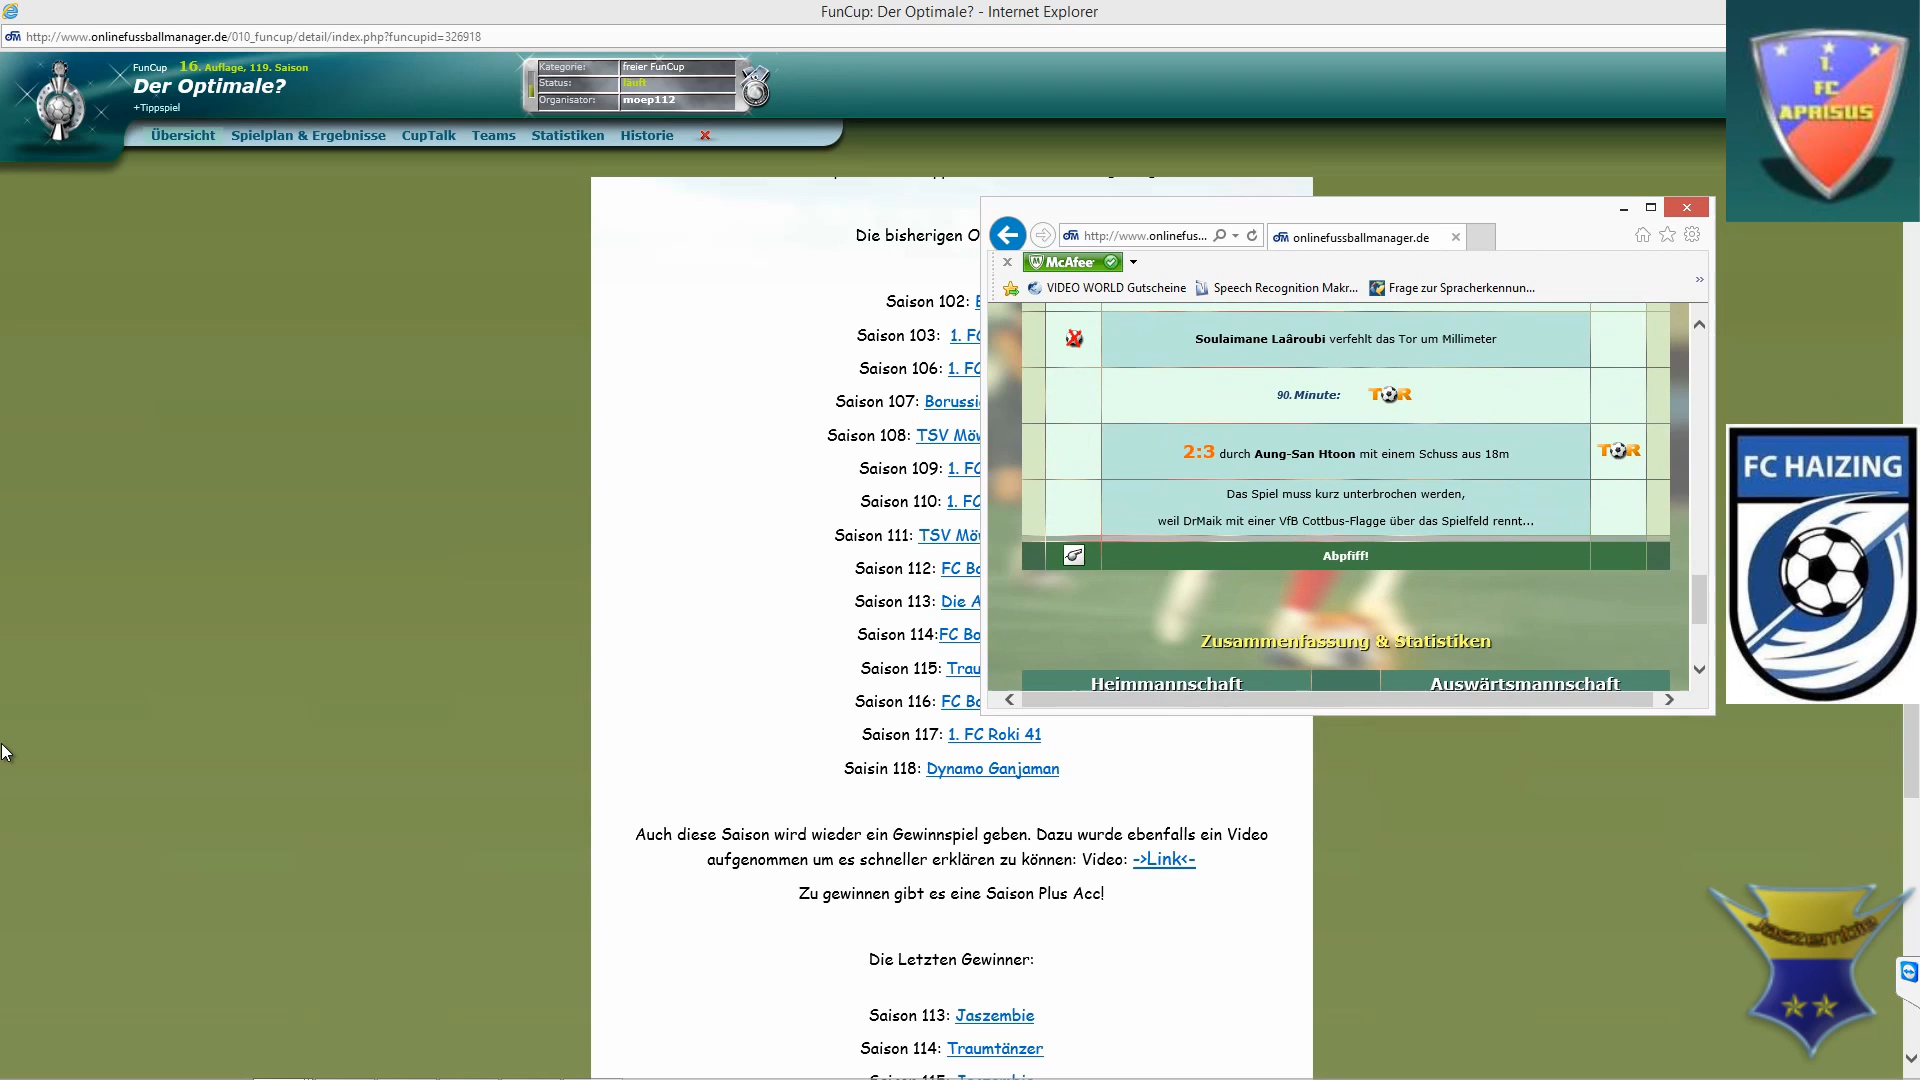 FunCup: Der Optimale? - Internet Explorer
http://www.onlinefussballmanager.de/010_funcup/detail/index.php?funcupid=326918
FunCup 16. Auflage, 119. Saison
Der Optimale?
+Tippspiel
Kategorie: freier FunCup
Status: läuft
Organisator: moep112
Übersicht Spielplan & Ergebnisse CupTalk Teams Statistiken Historie
Die bisherigen O
Saison 102:
Saison 103: 1. FC
Saison 106: 1. FC
Saison 107: Borussi
Saison 108: TSV Möw
Saison 109: 1. FC
Saison 110: 1. FC
Saison 111: TSV Möw
Saison 112: FC Ba
Saison 113: Die A
Saison 114:FC Ba
Saison 115: Trau
Saison 116: FC Ba
Saison 117: 1. FC Roki 41
Saisin 118: Dynamo Ganjaman
Auch diese Saison wird wieder ein Gewinnspiel geben. Dazu wurde ebenfalls ein Video
aufgenommen um es schneller erklären zu können: Video: ->Link<-
Zu gewinnen gibt es eine Saison Plus Acc!
Die Letzten Gewinner:
Saison 113: Jaszembie
Saison 114: Traumtänzer
http://www.onlinefus...
onlinefussballmanager.de
McAfee
VIDEO WORLD Gutscheine Speech Recognition Makr... Frage zur Spracherkennun...
Soulaimane Laâroubi verfehlt das Tor um Millimeter
90. Minute: TOR
2:3 durch Aung-San Htoon mit einem Schuss aus 18m TOR
Das Spiel muss kurz unterbrochen werden,
weil DrMaik mit einer VfB Cottbus-Flagge über das Spielfeld rennt...
Abpfiff!
Zusammenfassung & Statistiken
Heimmannschaft Auswärtsmannschaft
1.
FC
APRISUS
FC HAIZING
Jaszembie